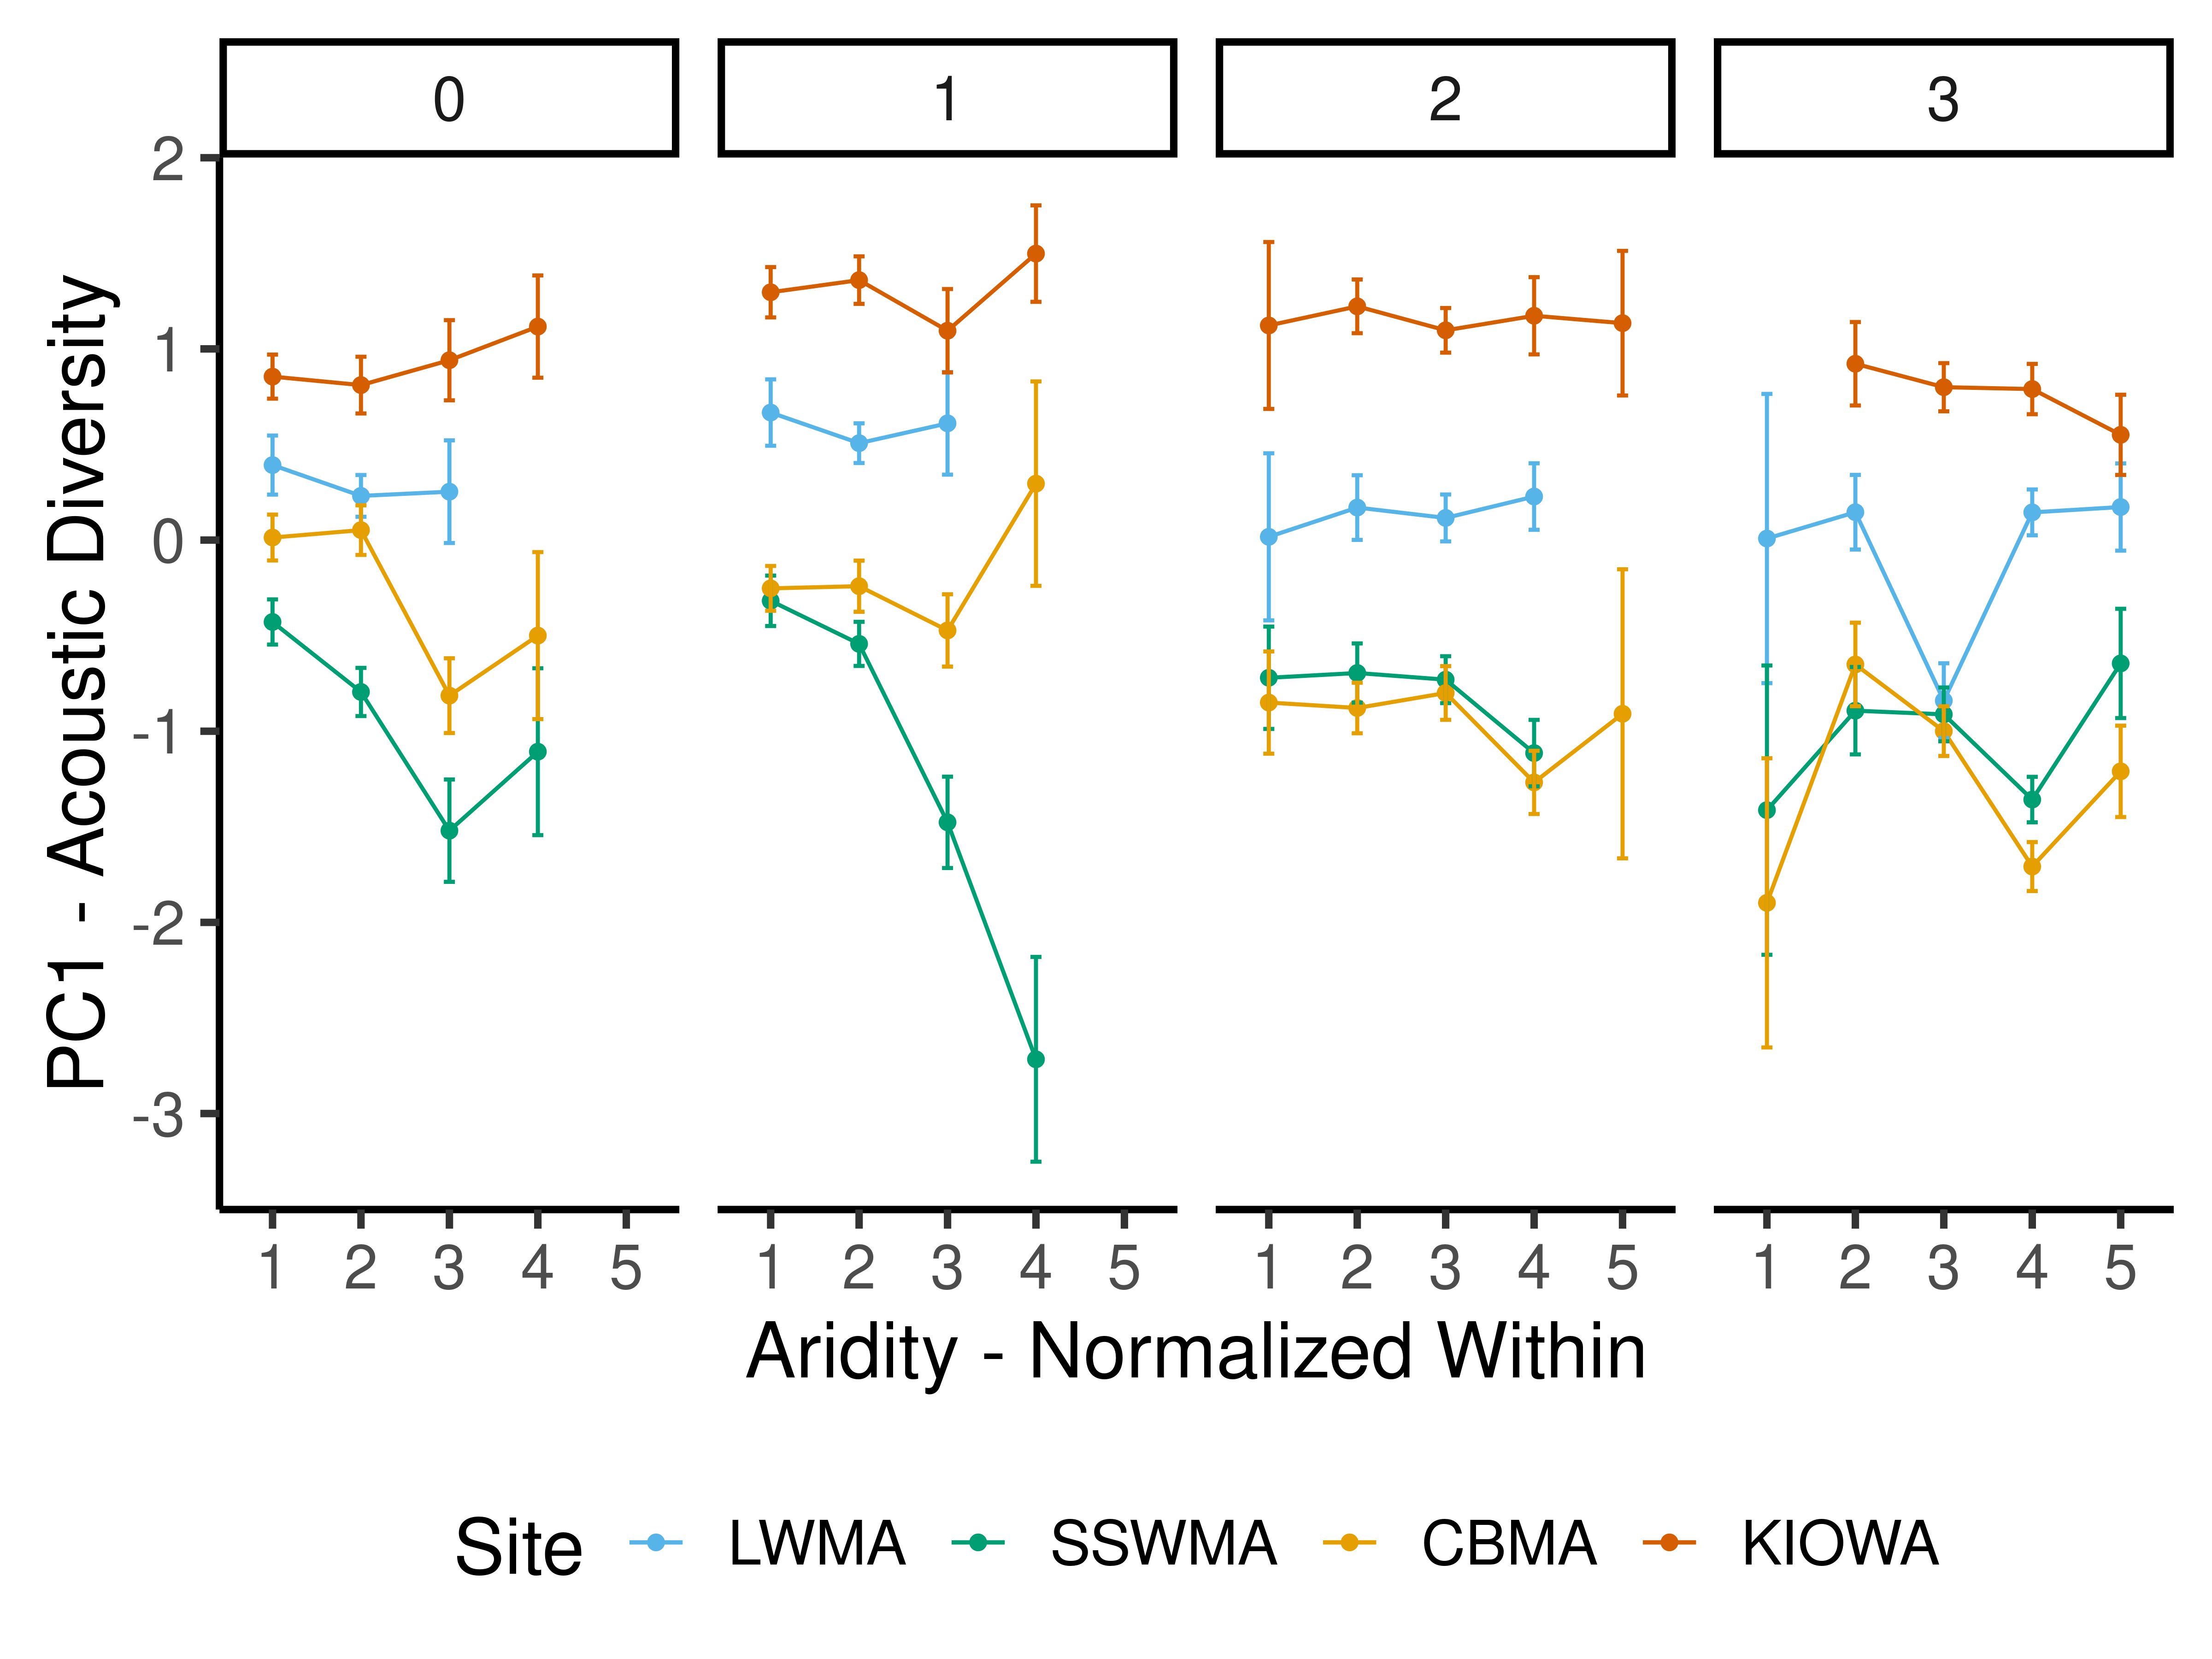 0 1 2 3
2
1
0
-1
-2
-3
PC1 - Acoustic Diversity
1 2 3 4 5 1 2 3 4 5 1 2 3 4 5 1 2 3 4 5
Aridity - Normalized Within
Site LWMA SSWMA CBMA KIOWA